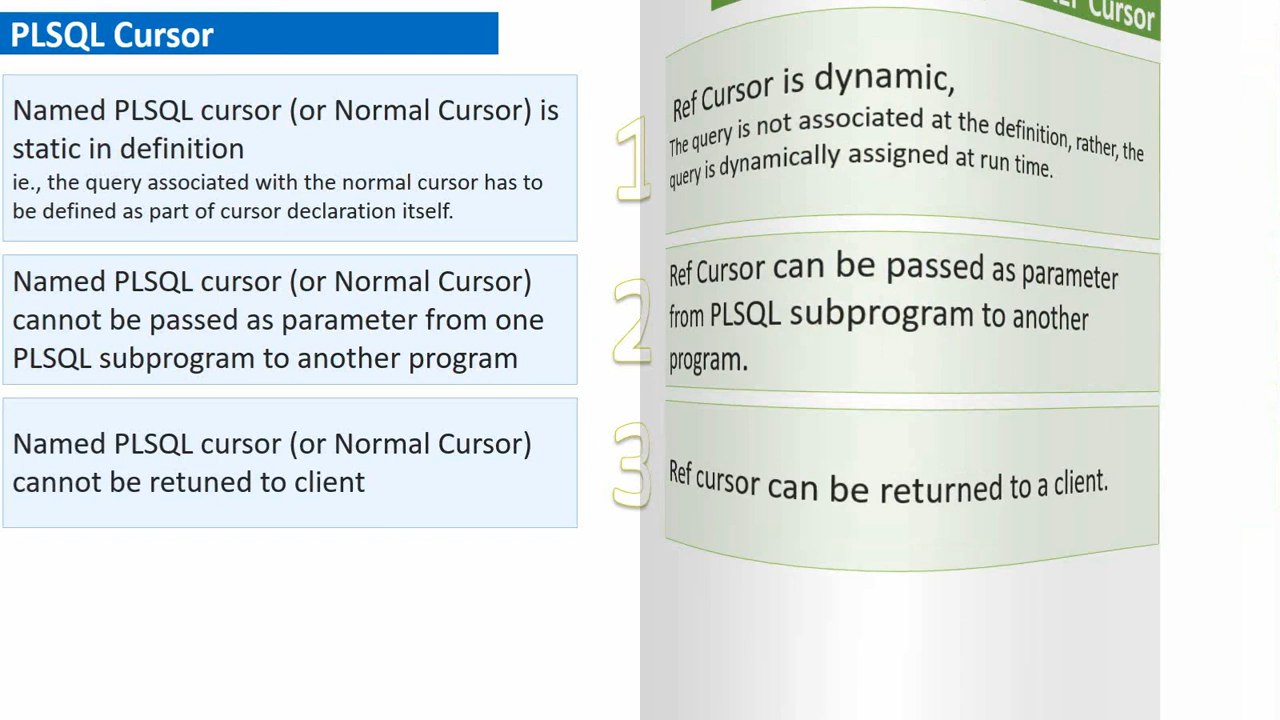 PLSQL Cursor
Named PLSQL cursor (or Normal Cursor) is
static in definition
ie., the query associated with the normal cursor has to
be defined as part of cursor declaration itself.
Named PLSQL cursor (or Normal Cursor)
cannot be passed as parameter from one
PLSQL subprogram to another program
Named PLSQL cursor (or Normal Cursor)
cannot be retuned to client
1
2
3
Cursor
Ref Cursor is dynamic,
The query is not associated at the definition, rather, the
query is dynamically assigned at run time.
Ref Cursor can be passed as parameter
from PLSQL subprogram to another
program.
Ref cursor can be returned to a client.